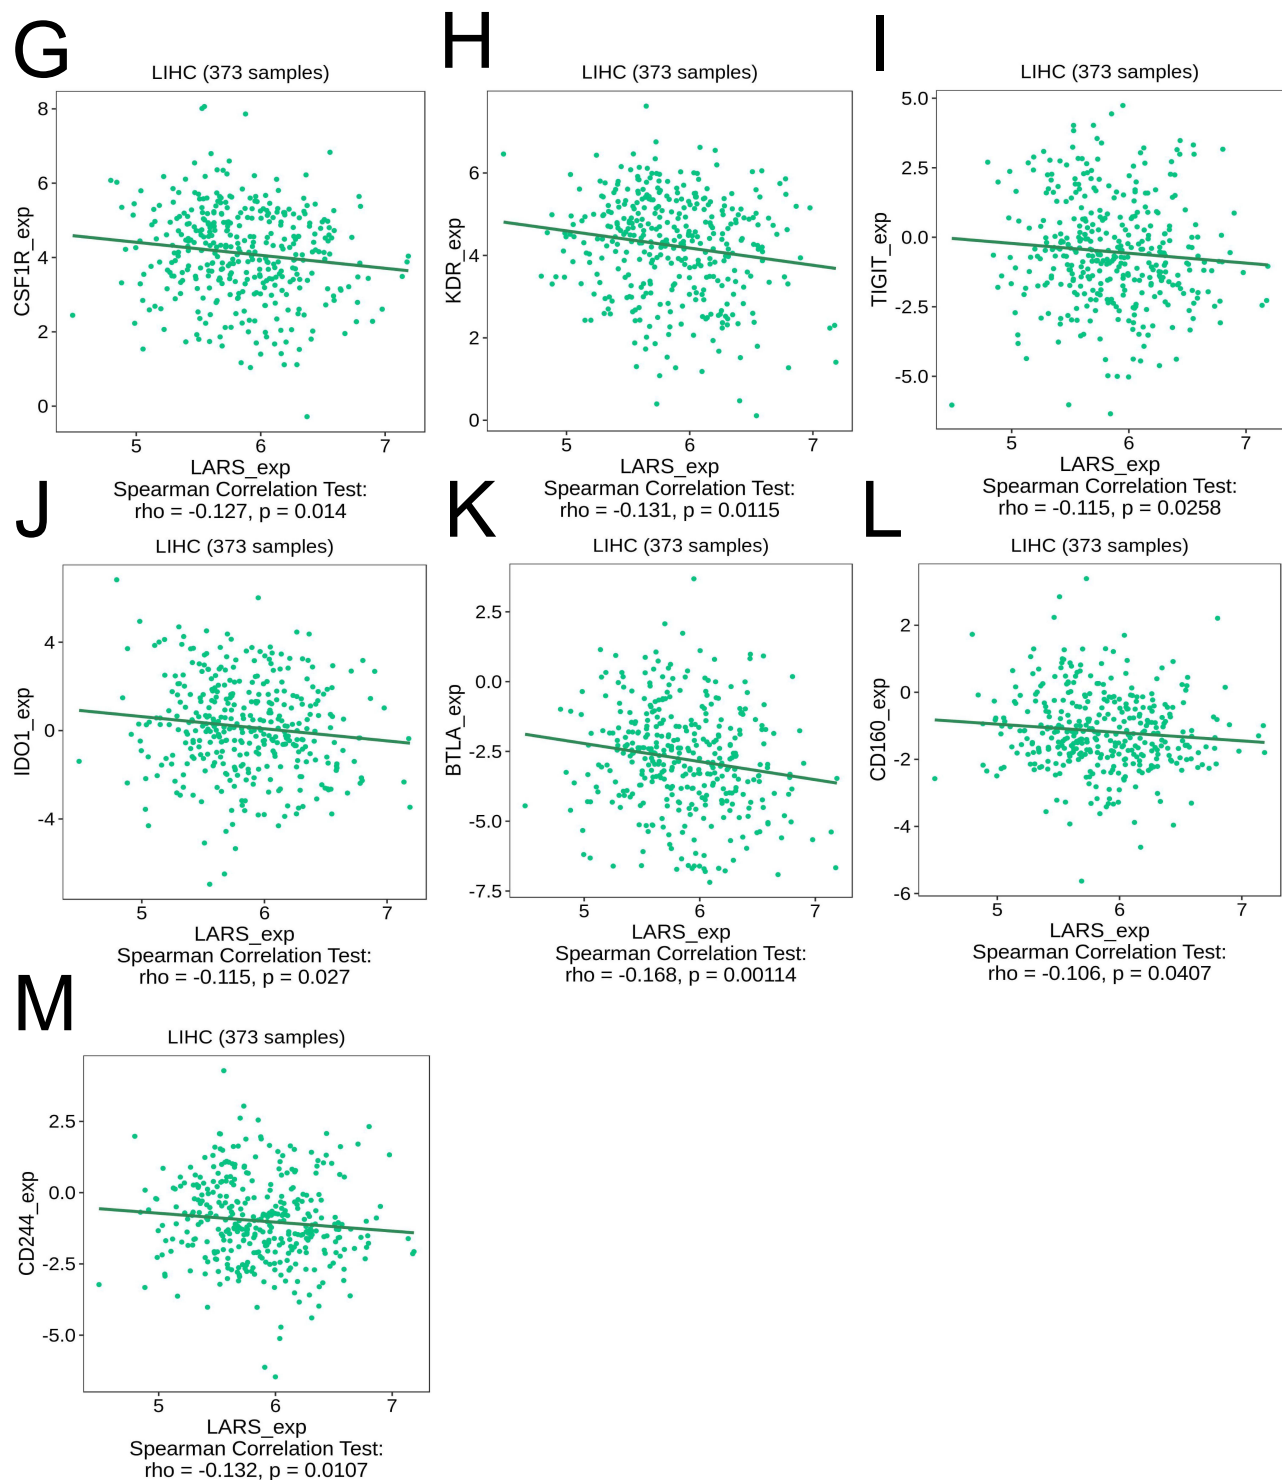 G
LIHC (373 samples)
8
6
4
2
0
CSF1R_exp
5 6 7
LARS_exp
Spearman Correlation Test:
rho = -0.127, p = 0.014
H
LIHC (373 samples)
6
4
2
0
KDR_exp
5 6 7
LARS_exp
Spearman Correlation Test:
rho = -0.131, p = 0.0115
I
LIHC (373 samples)
5.0
2.5
0.0
-2.5
-5.0
TIGIT_exp
5 6 7
LARS_exp
Spearman Correlation Test:
rho = -0.115, p = 0.0258
J
LIHC (373 samples)
4
0
-4
IDO1_exp
5 6 7
LARS_exp
Spearman Correlation Test:
rho = -0.115, p = 0.027
K
LIHC (373 samples)
2.5
0.0
-2.5
-5.0
-7.5
BTLA_exp
5 6 7
LARS_exp
Spearman Correlation Test:
rho = -0.168, p = 0.00114
L
LIHC (373 samples)
2
0
-2
-4
-6
CD160_exp
5 6 7
LARS_exp
Spearman Correlation Test:
rho = -0.106, p = 0.0407
M
LIHC (373 samples)
2.5
0.0
-2.5
-5.0
CD244_exp
5 6 7
LARS_exp
Spearman Correlation Test:
rho = -0.132, p = 0.0107